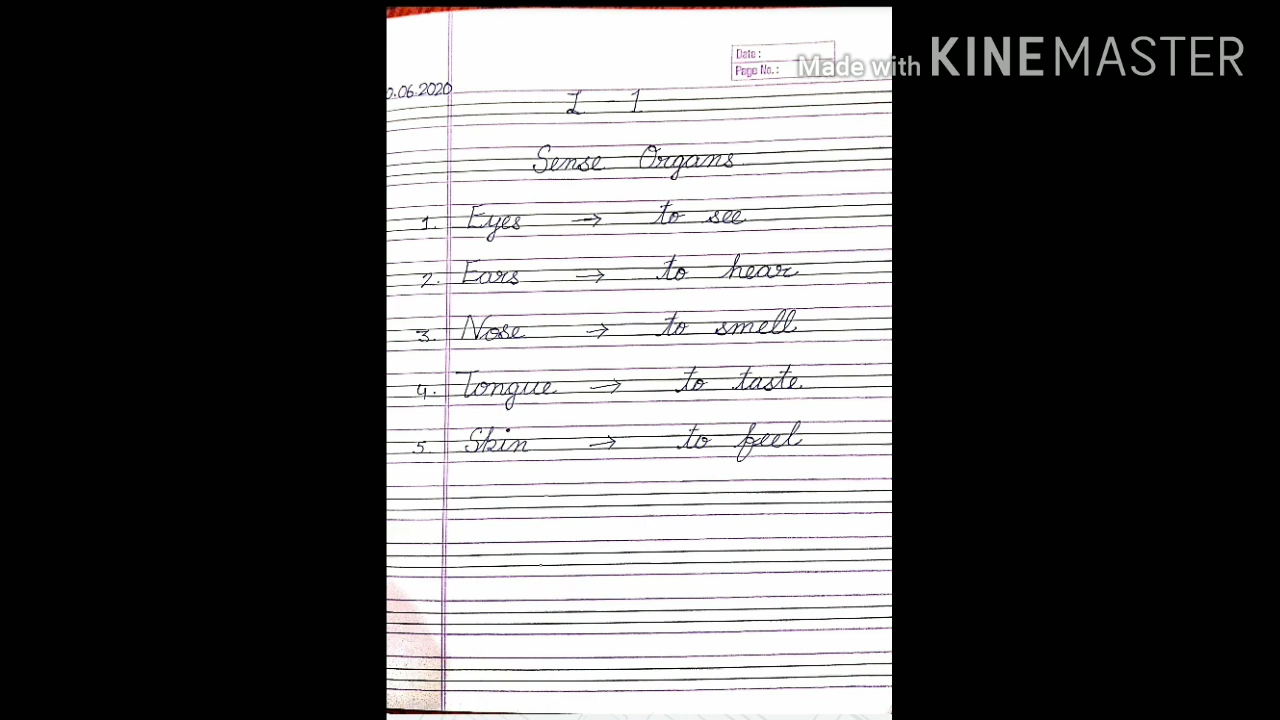 Date :
Page No. :
Made with KINEMASTER
.06.2020
L - 1
Sense Organs
1. Eyes → to see
2. Ears → to hear
3. Nose → to smell
4. Tongue → to taste
5. Skin → to feel